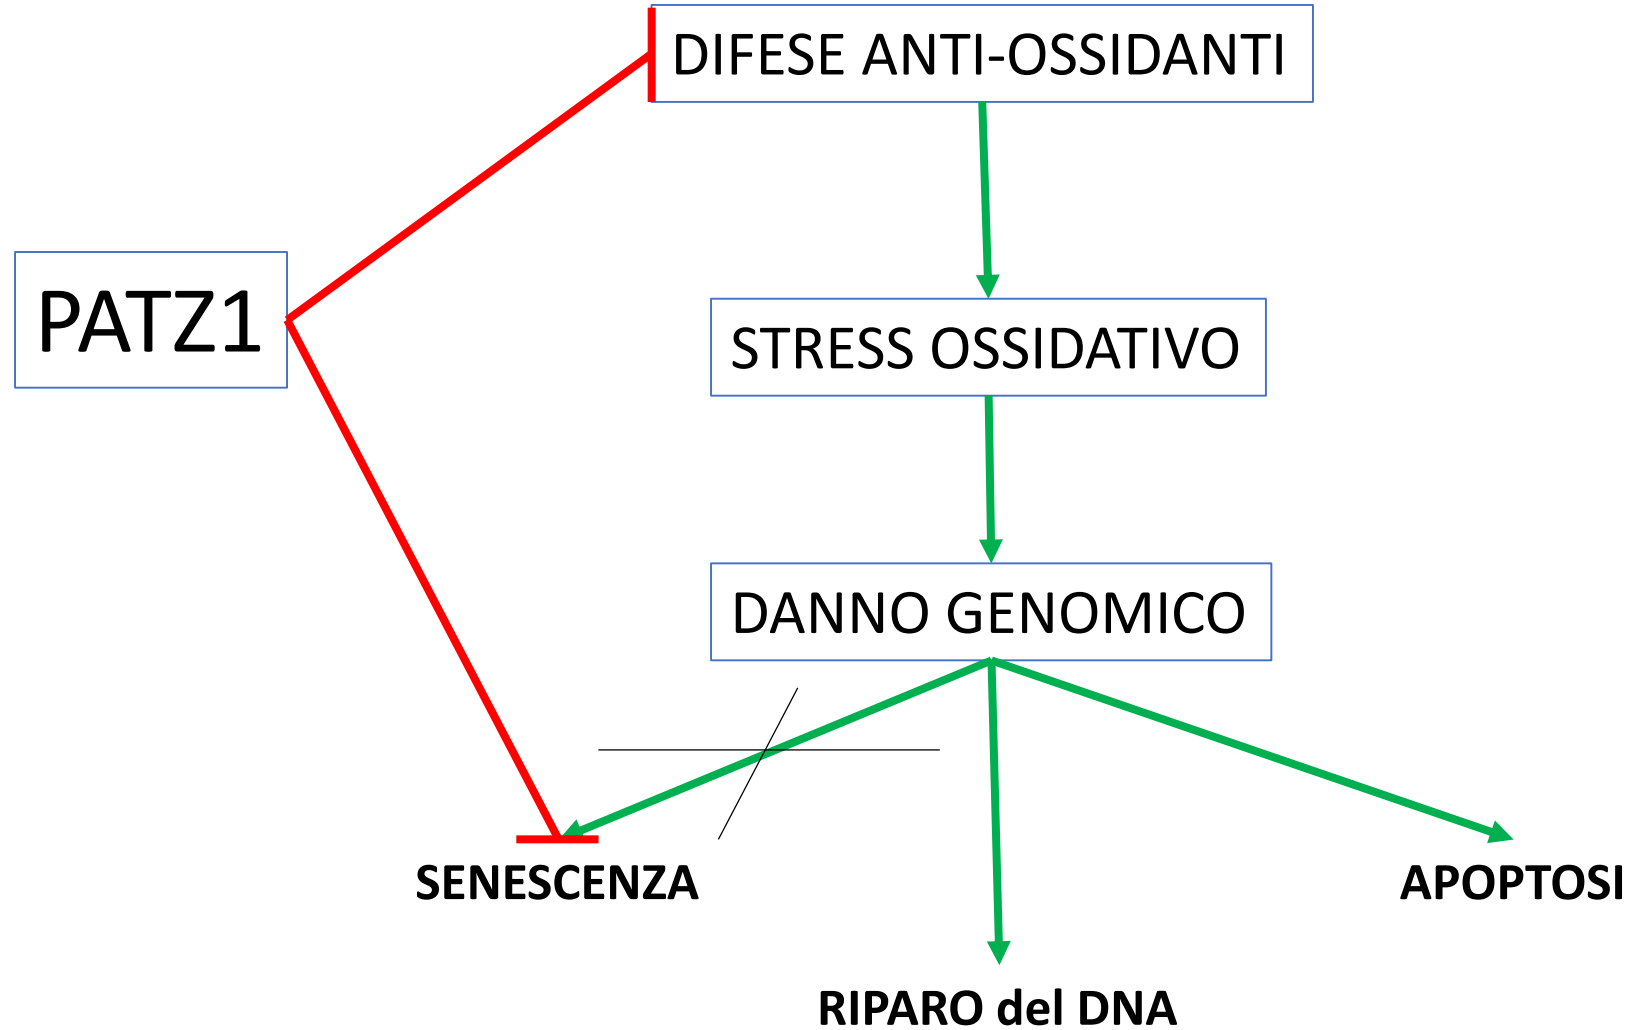 DIFESE ANTI-OSSIDANTI
PATZ1
STRESS OSSIDATIVO
DANNO GENOMICO
SENESCENZA
APOPTOSI
RIPARO del DNA